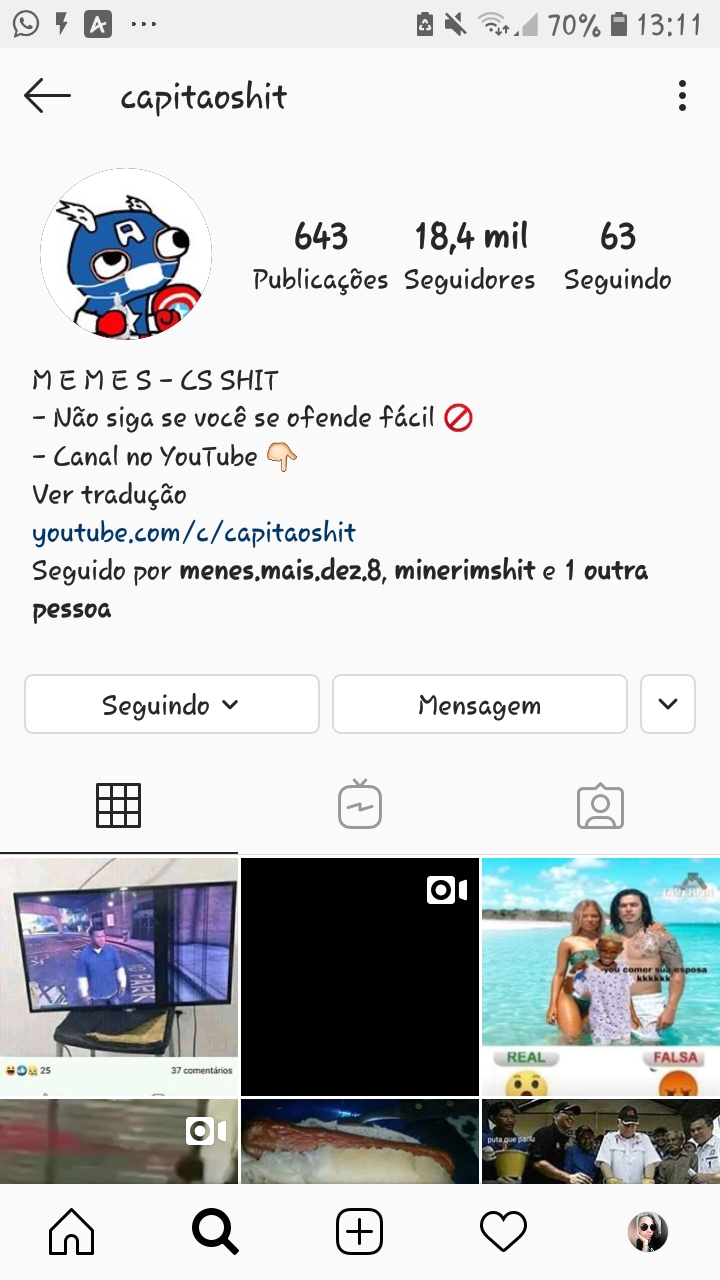 70% 13:11
capitaoshit
643 18,4 mil 63
Publicações Seguidores Seguindo
M E M E S - CS SHIT
- Não siga se você se ofende fácil
- Canal no YouTube
Ver tradução
youtube.com/c/capitaoshit
Seguido por menes.mais.dez.8, minerimshit e 1 outra
pessoa
Seguindo Mensagem
you comer sua esposa
kkkkkk
25 37 comentários
REAL FALSA
puta que pariu